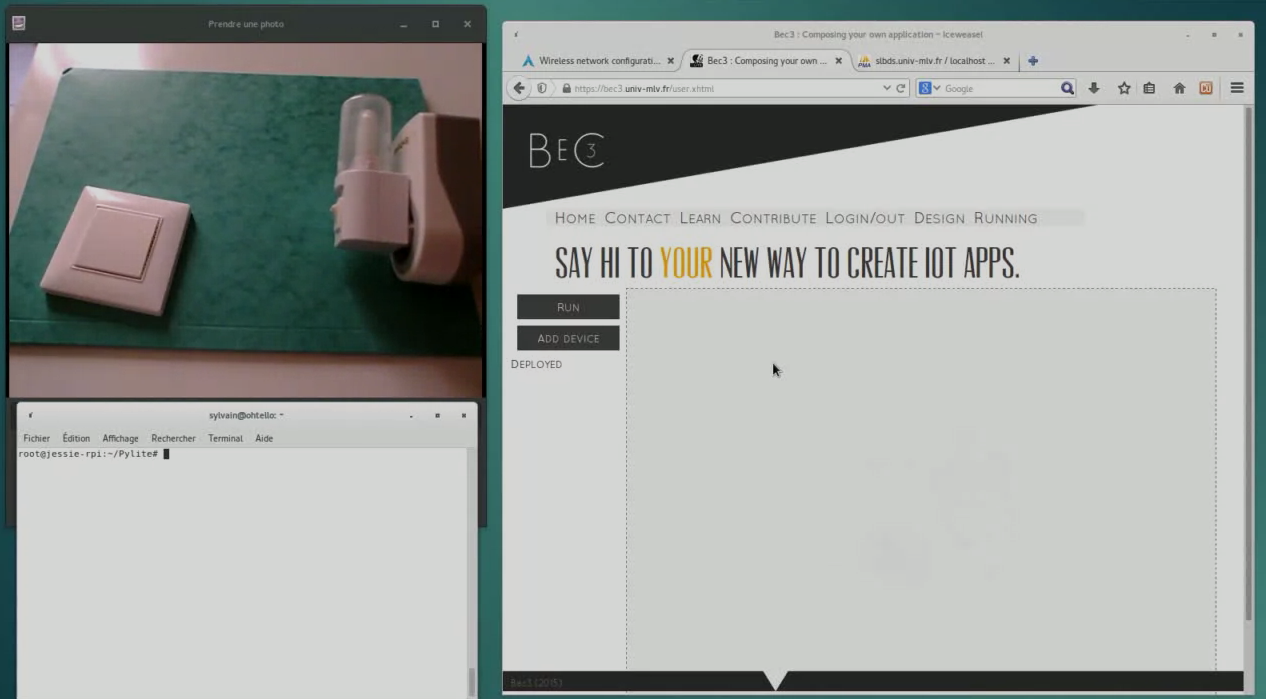 Prendre une photo
sylvain@ohtello: ~
Fichier Édition Affichage Rechercher Terminal Aide
root@jessie-rpi:~/Pylite#
Bec3 : Composing your own application ~ Iceweasel
Wireless network configurati... Bec3 : Composing your own ... slbds.univ-mlv.fr / localhost ...
https://bec3.univ-mlv.fr/user.xhtml Google
BEC3
HOME CONTACT LEARN CONTRIBUTE LOGIN/OUT DESIGN RUNNING
SAY HI TO YOUR NEW WAY TO CREATE IOT APPS.
RUN
ADD DEVICE
DEPLOYED
Bec3 (2015)